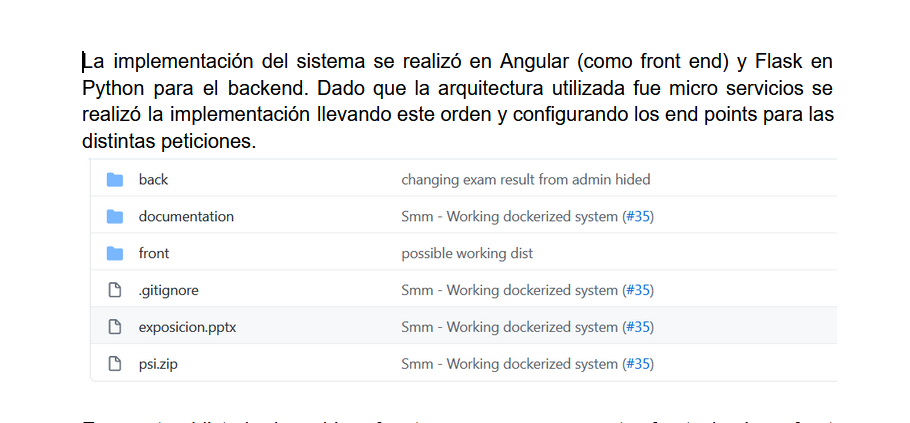 La implementación del sistema se realizó en Angular (como front end) y Flask en
Python para el backend. Dado que la arquitectura utilizada fue micro servicios se
realizó la implementación llevando este orden y configurando los end points para las
distintas peticiones.
back changing exam result from admin hided
documentation Smm - Working dockerized system (#35)
front possible working dist
.gitignore Smm - Working dockerized system (#35)
exposicion.pptx Smm - Working dockerized system (#35)
psi.zip Smm - Working dockerized system (#35)